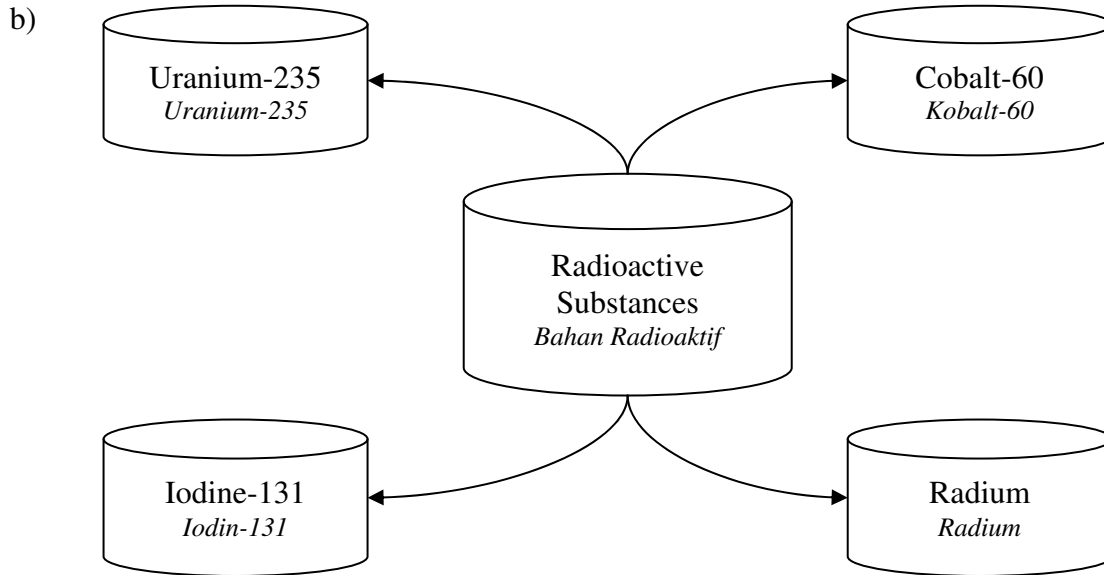 b)
Uranium-235
Uranium-235
Cobalt-60
Kobalt-60
Radioactive
Substances
Bahan Radioaktif
Iodine-131
Iodin-131
Radium
Radium